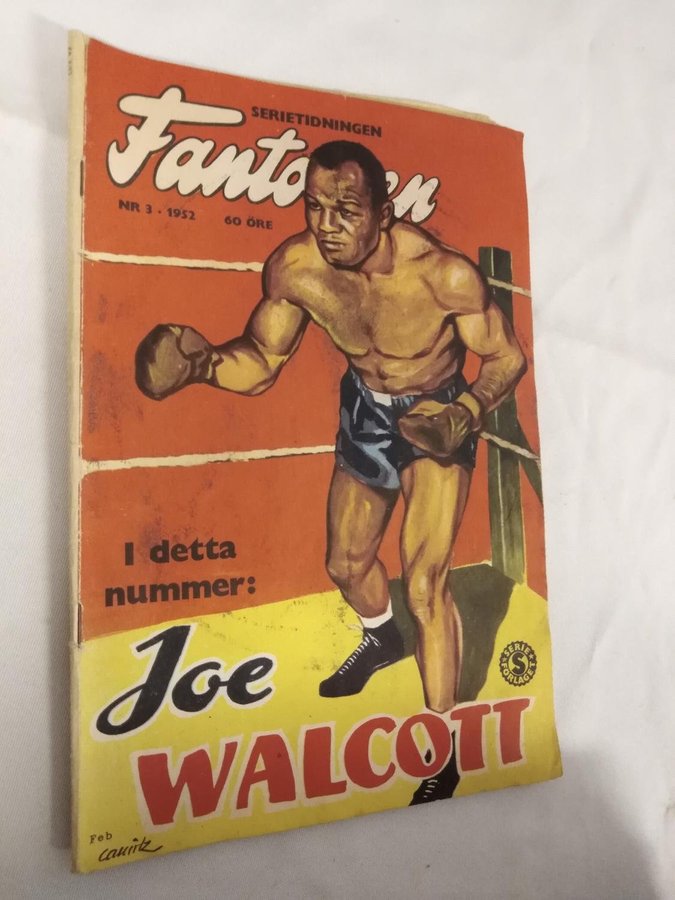 SERIETIDNINGEN
Fantomen
NR 3 • 1952 60 ÖRE
I detta
nummer:
Joe
WALCOTT
SERIE
S
FÖRLAGET
Feb